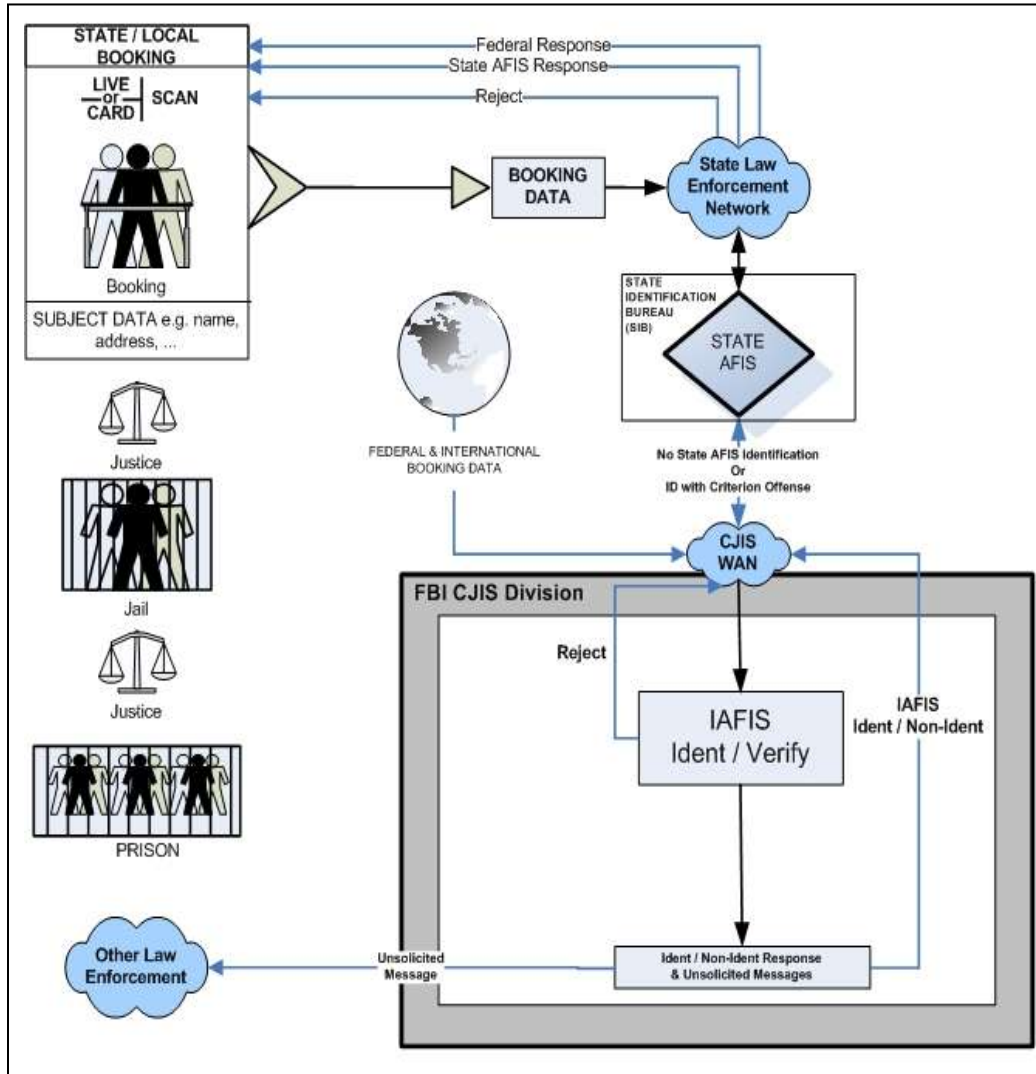 STATE / LOCAL
BOOKING
LIVE
or
CARD
SCAN
Booking
SUBJECT DATA e.g. name,
address, ...
Federal Response
State AFIS Response
Reject
BOOKING
DATA
State Law
Enforcement
Network
STATE
IDENTIFICATION
BUREAU
(SIB)
STATE
AFIS
FEDERAL & INTERNATIONAL
BOOKING DATA
No State AFIS Identification
Or
ID with Criterion Offense
Justice
Jail
Justice
PRISON
CJIS
WAN
FBI CJIS Division
Reject
IAFIS
Ident / Verify
IAFIS
Ident / Non-Ident
Ident / Non-Ident Response
& Unsolicited Messages
Unsolicited
Message
Other Law
Enforcement